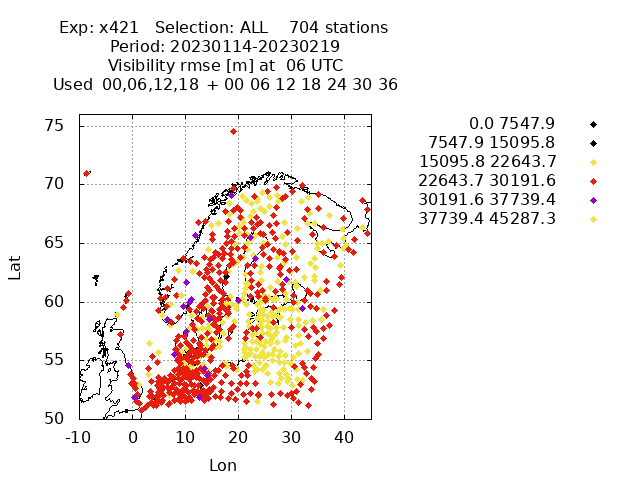 Exp: x421   Selection: ALL    704 stations
Period: 20230114-20230219
Visibility rmse [m] at  06 UTC
Used  00,06,12,18  + 00 06 12 18 24 30 36
0.0 7547.9
7547.9 15095.8
15095.8 22643.7
22643.7 30191.6
30191.6 37739.4
37739.4 45287.3
75
70
65
60
55
50
Lat
-10 0 10 20 30 40
Lon